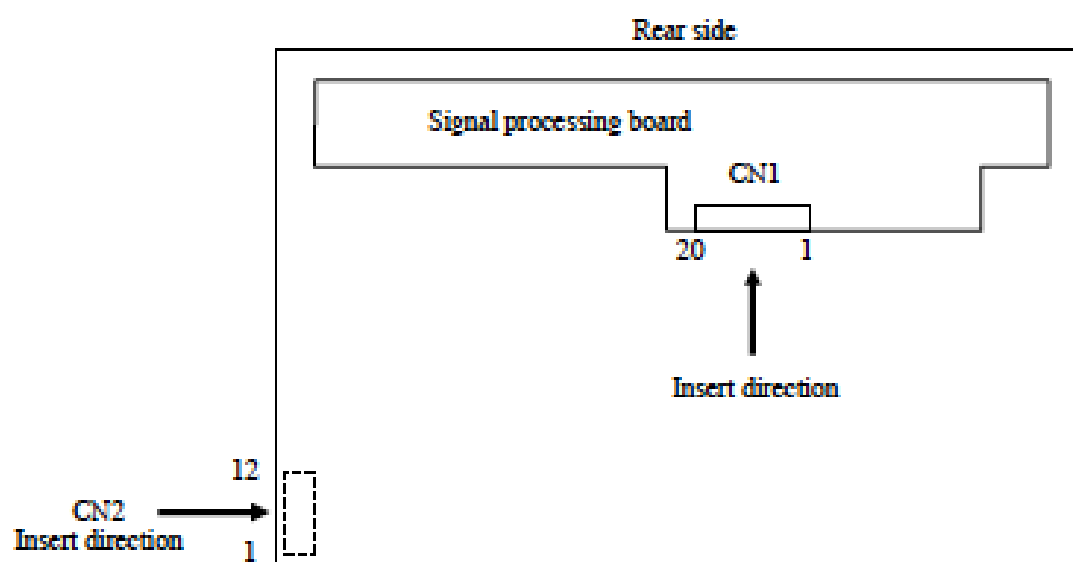 Rear side
Signal processing board
CN1
20 1
Insert direction
12
CN2
Insert direction
1